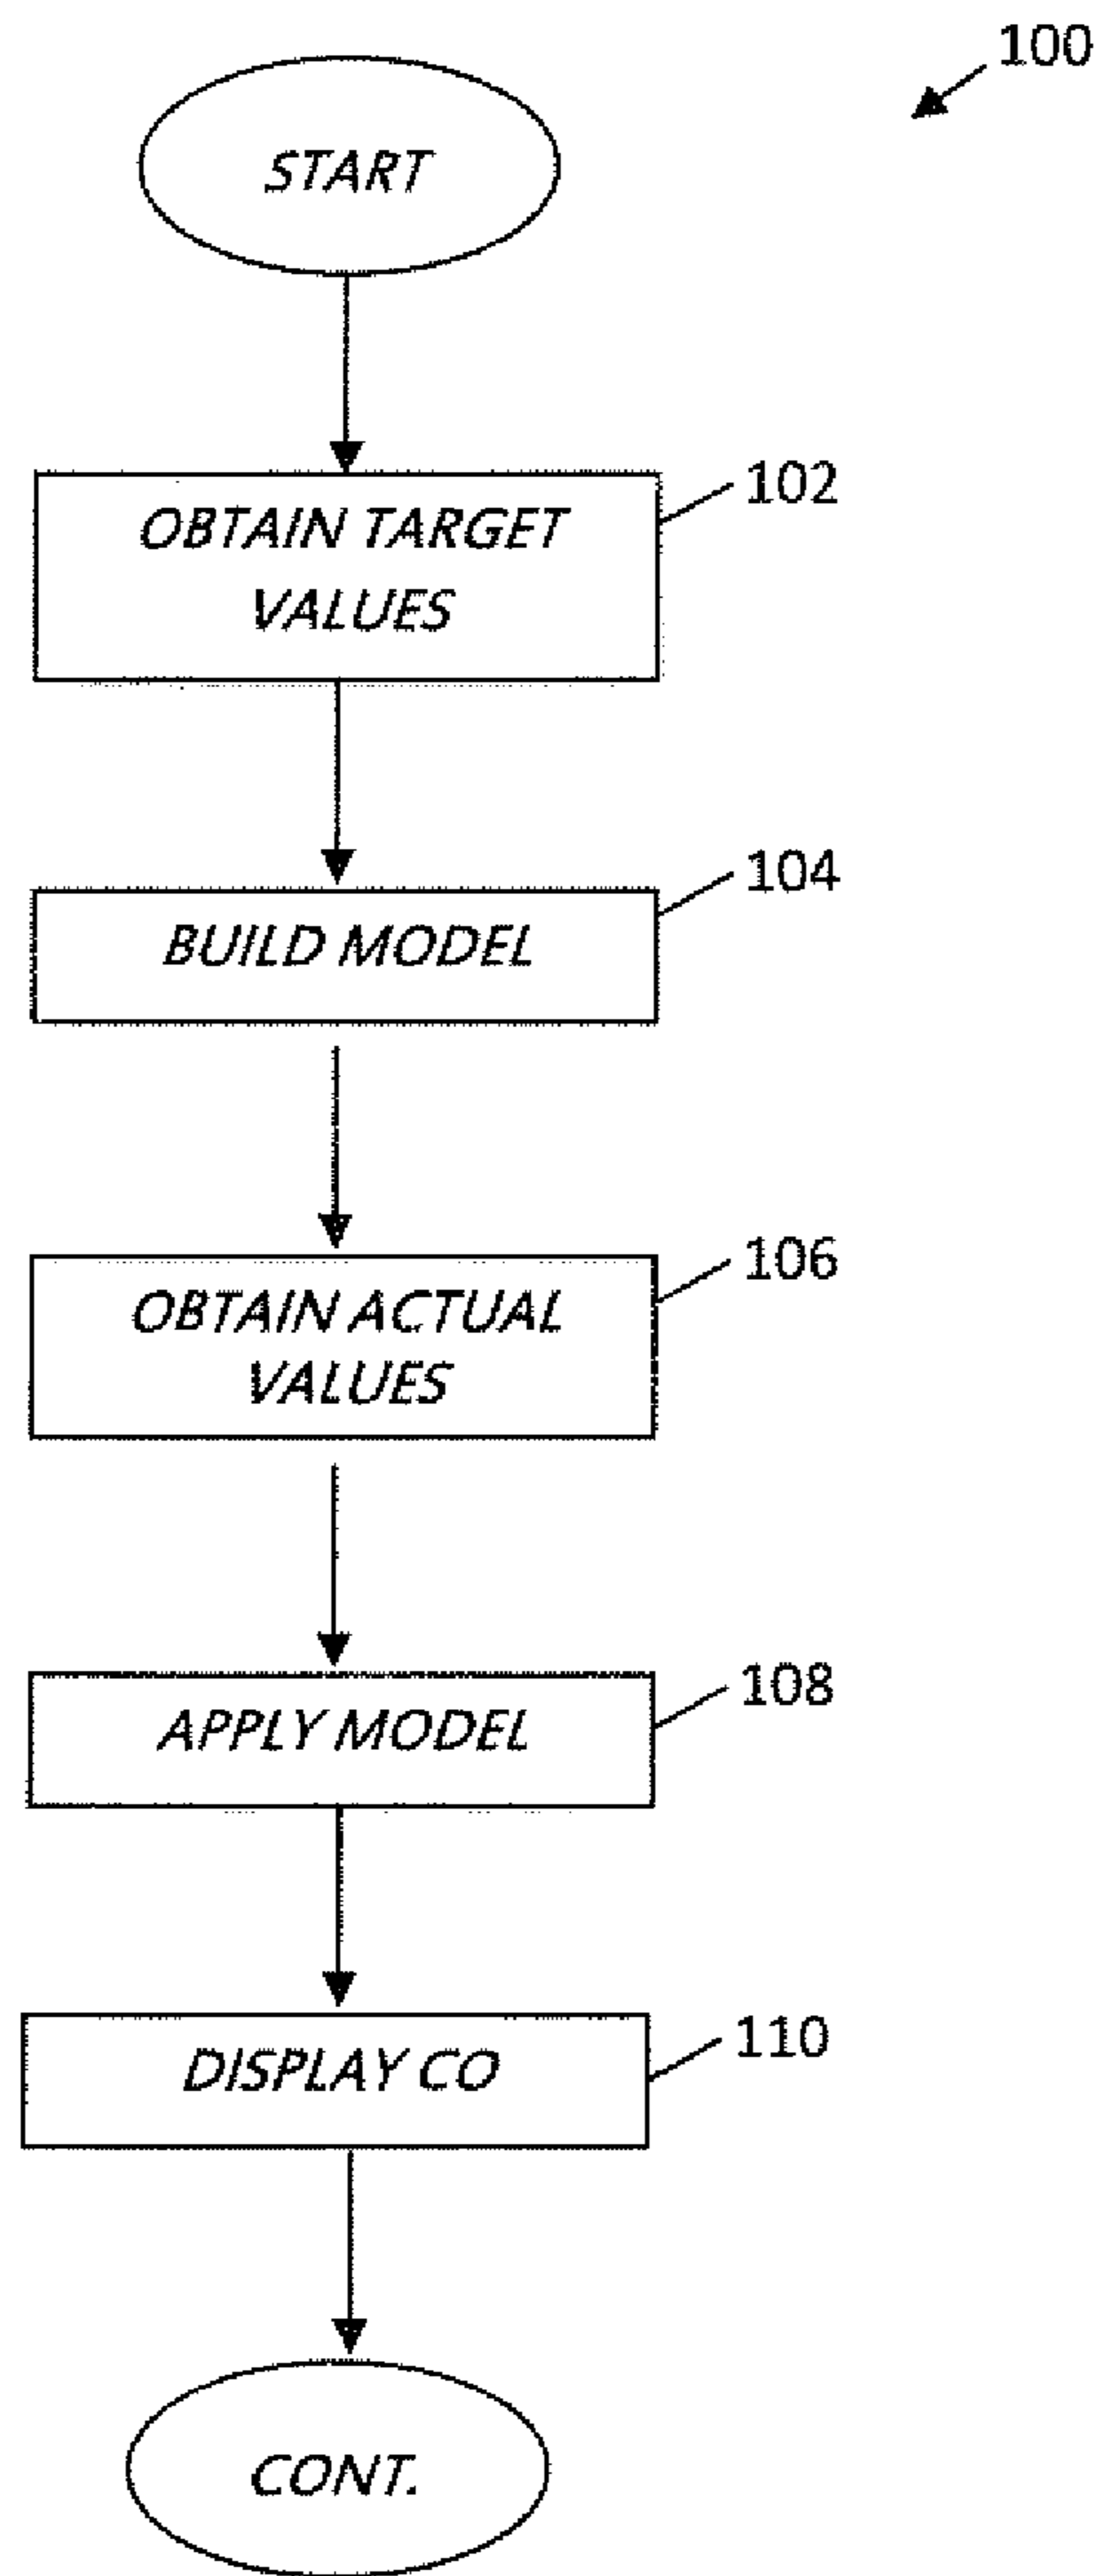 100
START
102
OBTAIN TARGET
VALUES
104
BUILD MODEL
106
OBTAIN ACTUAL
VALUES
108
APPLY MODEL
110
DISPLAY CO
CONT.